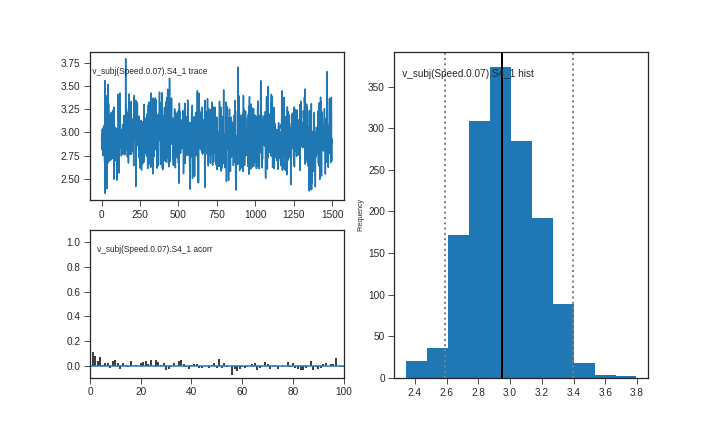 v_subj(Speed.0.07).S4_1 trace
3.75
3.50
3.25
3.00
2.75
2.50
0 250 500 750 1000 1250 1500
v_subj(Speed.0.07).S4_1 acorr
1.0
0.8
0.6
0.4
0.2
0.0
0 20 40 60 80 100
v_subj(Speed.0.07).S4_1 hist
Frequency
350
300
250
200
150
100
50
0
2.4 2.6 2.8 3.0 3.2 3.4 3.6 3.8